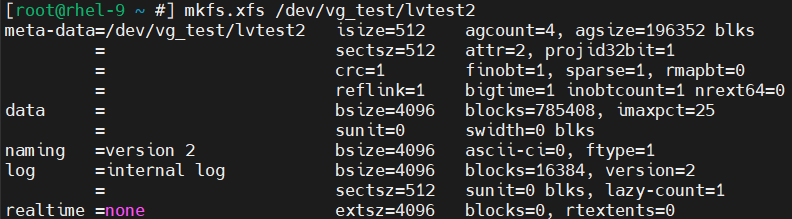 [root@rhel-9 ~ #] mkfs.xfs /dev/vg_test/lvtest2
meta-data=/dev/vg_test/lvtest2   isize=512    agcount=4, agsize=196352 blks
         =                       sectsz=512   attr=2, projid32bit=1
         =                       crc=1        finobt=1, sparse=1, rmapbt=0
         =                       reflink=1    bigtime=1 inobtcount=1 nrext64=0
data     =                       bsize=4096   blocks=785408, imaxpct=25
         =                       sunit=0      swidth=0 blks
naming   =version 2              bsize=4096   ascii-ci=0, ftype=1
log      =internal log           bsize=4096   blocks=16384, version=2
         =                       sectsz=512   sunit=0 blks, lazy-count=1
realtime =none                   extsz=4096   blocks=0, rtextents=0